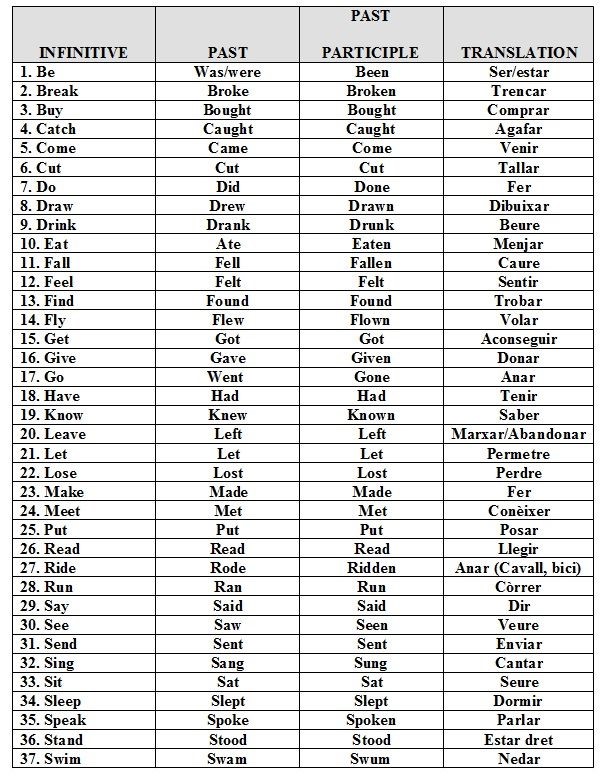 PAST
INFINITIVE PAST PARTICIPLE TRANSLATION
1. Be Was/were Been Ser/estar
2. Break Broke Broken Trencar
3. Buy Bought Bought Comprar
4. Catch Caught Caught Agafar
5. Come Came Come Venir
6. Cut Cut Cut Tallar
7. Do Did Done Fer
8. Draw Drew Drawn Dibuixar
9. Drink Drank Drunk Beure
10. Eat Ate Eaten Menjar
11. Fall Fell Fallen Caure
12. Feel Felt Felt Sentir
13. Find Found Found Trobar
14. Fly Flew Flown Volar
15. Get Got Got Aconseguir
16. Give Gave Given Donar
17. Go Went Gone Anar
18. Have Had Had Tenir
19. Know Knew Known Saber
20. Leave Left Left Marxar/Abandonar
21. Let Let Let Permetre
22. Lose Lost Lost Perdre
23. Make Made Made Fer
24. Meet Met Met Conèixer
25. Put Put Put Posar
26. Read Read Read Llegir
27. Ride Rode Ridden Anar (Cavall, bici)
28. Run Ran Run Còrrer
29. Say Said Said Dir
30. See Saw Seen Veure
31. Send Sent Sent Enviar
32. Sing Sang Sung Cantar
33. Sit Sat Sat Seure
34. Sleep Slept Slept Dormir
35. Speak Spoke Spoken Parlar
36. Stand Stood Stood Estar dret
37. Swim Swam Swum Nedar